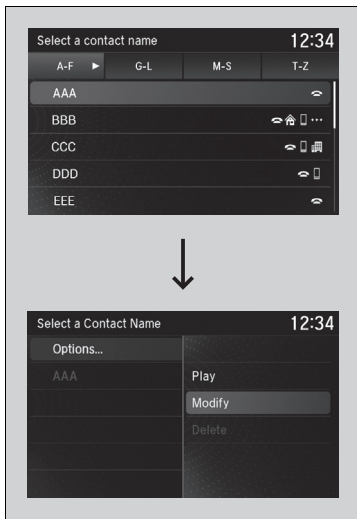 Select a contact name 12:34
A-F G-L M-S T-Z
AAA
BBB
CCC
DDD
EEE
Select a Contact Name 12:34
Options...
AAA
Play
Modify
Delete